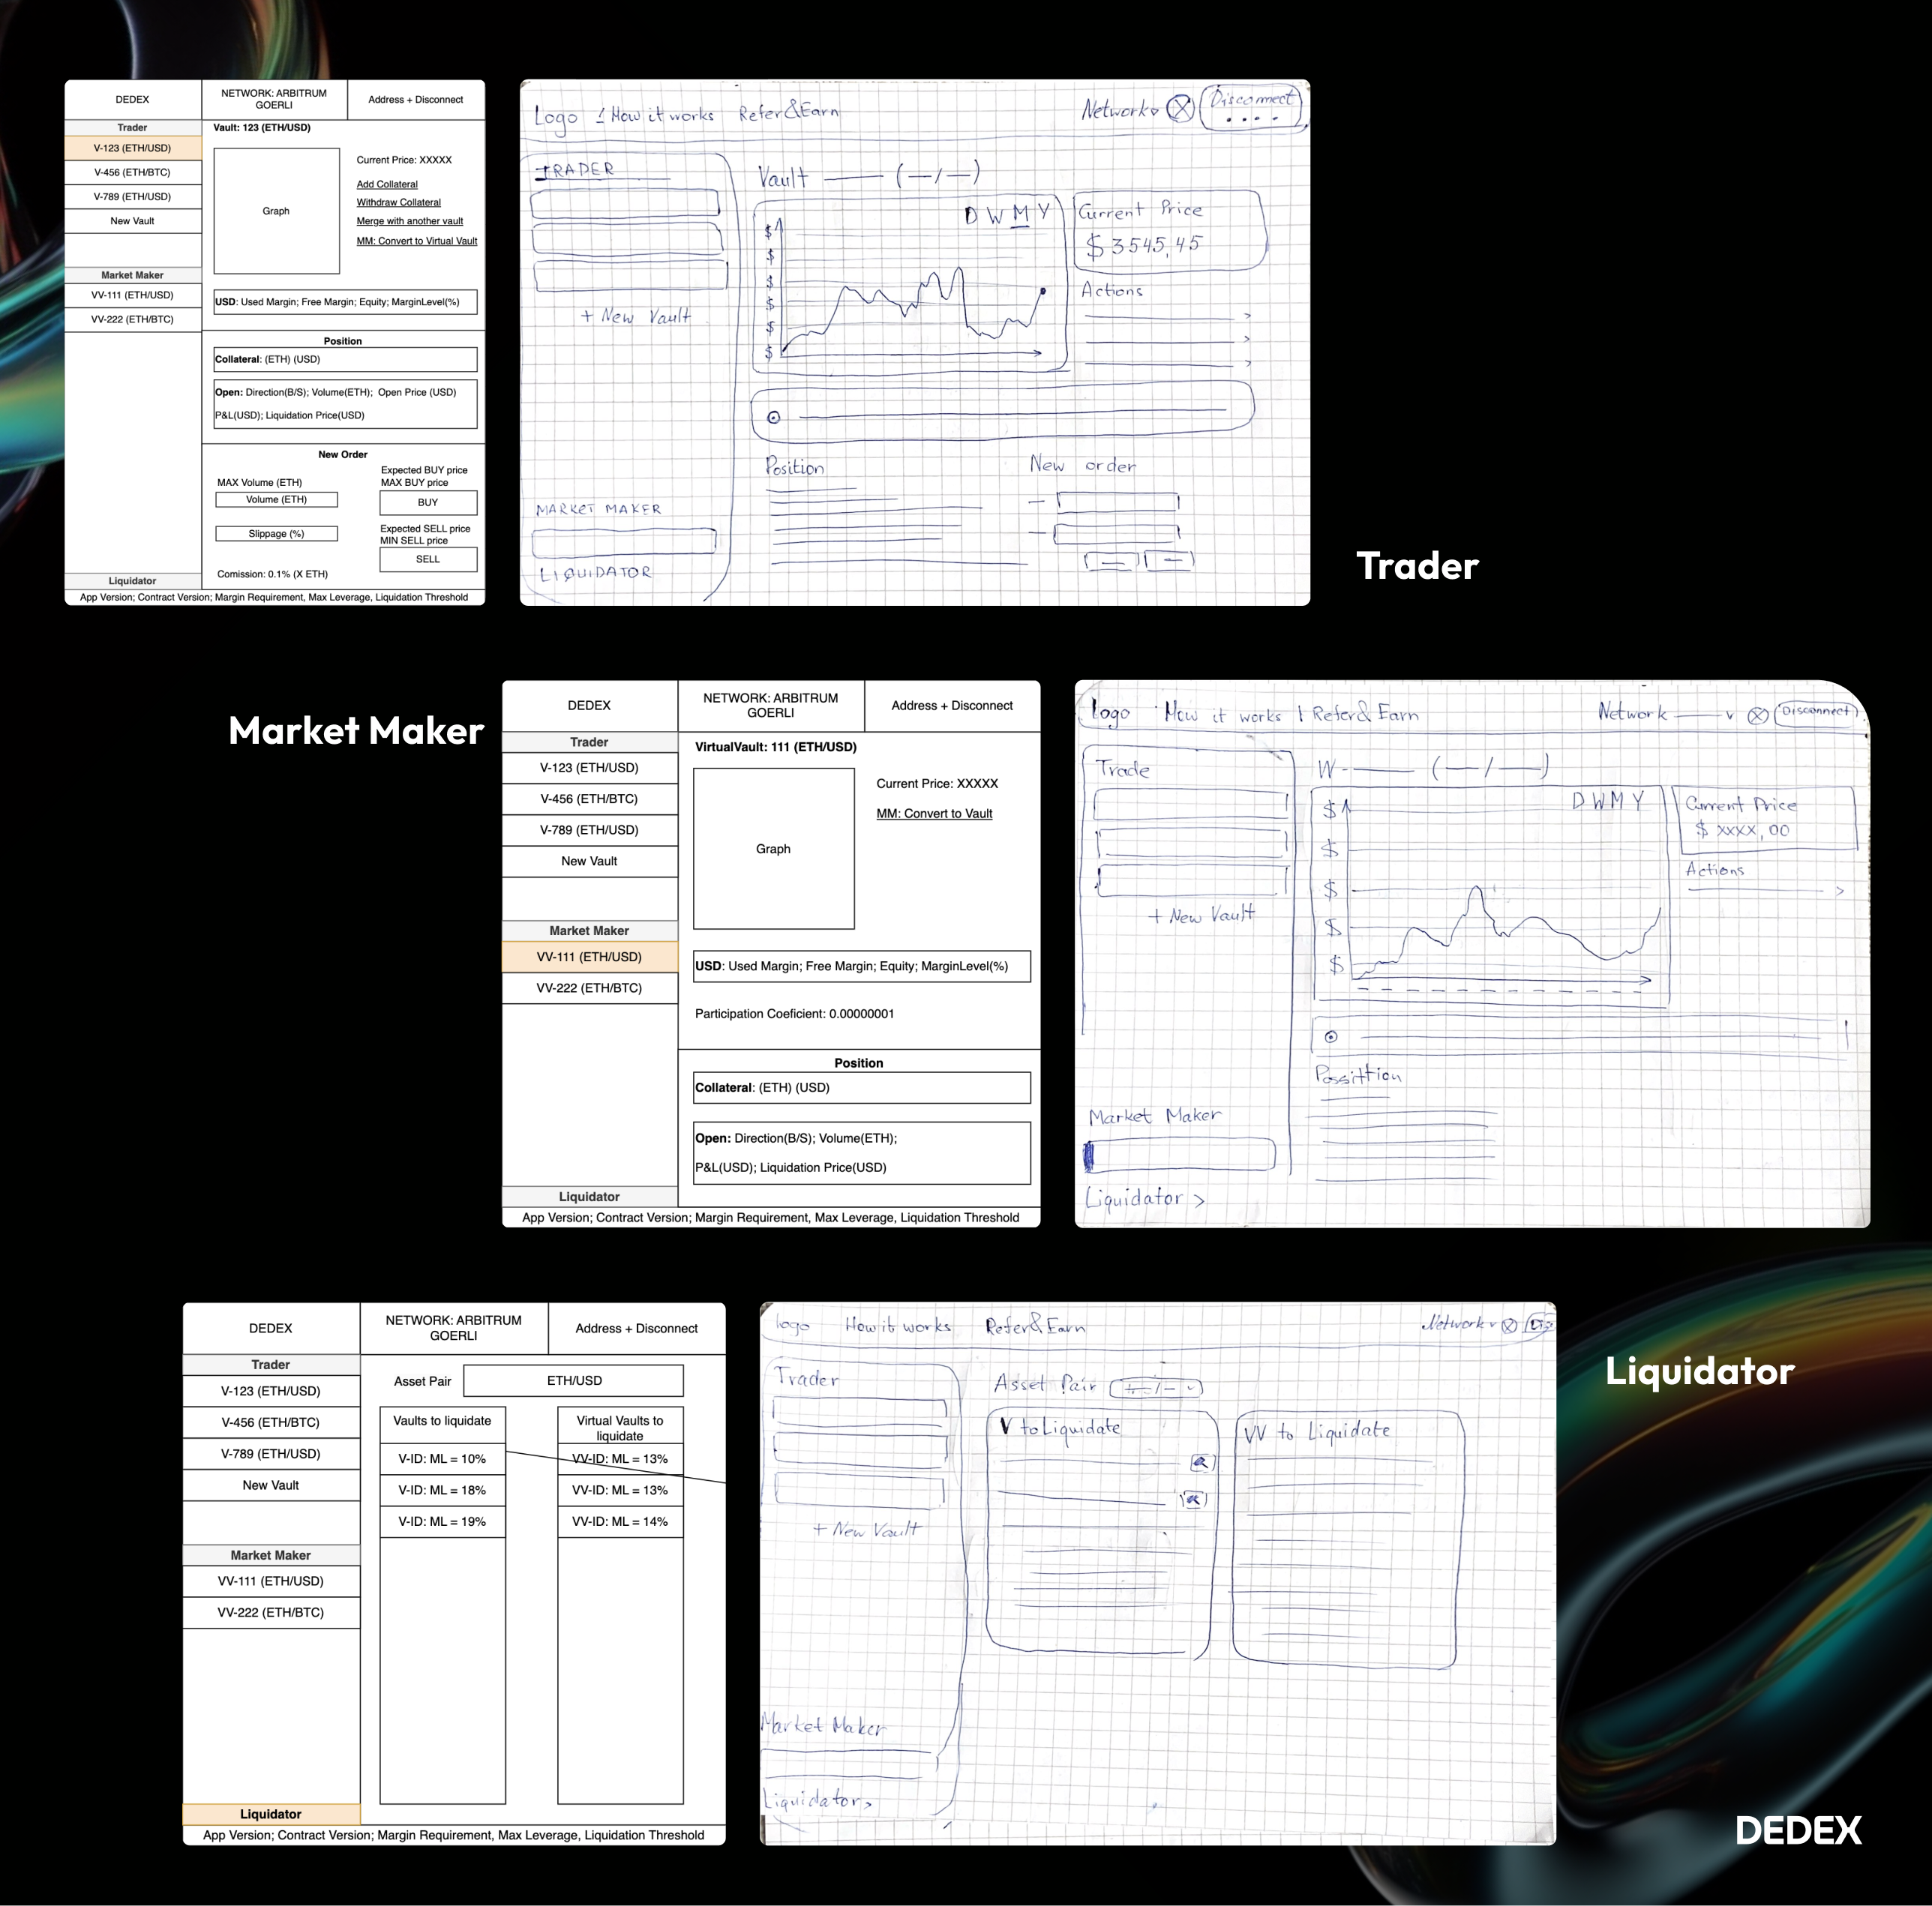 DEDEX
NETWORK: ARBITRUM
GOERLI
Address + Disconnect
Trader
V-123 (ETH/USD)
V-456 (ETH/BTC)
V-789 (ETH/USD)
New Vault
Market Maker
VV-111 (ETH/USD)
VV-222 (ETH/BTC)
Liquidator
Vault: 123 (ETH/USD)
Graph
Current Price: XXXXX
Add Collateral
Withdraw Collateral
Merge with another vault
MM: Convert to Virtual Vault
USD: Used Margin; Free Margin; Equity; MarginLevel(%)
Position
Collateral: (ETH) (USD)
Open: Direction(B/S); Volume(ETH); Open Price (USD)
P&L(USD); Liquidation Price(USD)
New Order
MAX Volume (ETH)
Volume (ETH)
Slippage (%)
Comission: 0.1% (X ETH)
Expected BUY price
MAX BUY price
BUY
Expected SELL price
MIN SELL price
SELL
App Version; Contract Version; Margin Requirement, Max Leverage, Liquidation Threshold
Logo How it works Refer&Earn
Network
Disconnect
TRADER
+ New Vault
MARKET MAKER
LIQUIDATOR
Vault
D W M Y
$
$
$
$
$
$
Current Price
$ 3545,45
Actions
Position
New order
Trader
Market Maker
DEDEX
NETWORK: ARBITRUM
GOERLI
Address + Disconnect
Trader
V-123 (ETH/USD)
V-456 (ETH/BTC)
V-789 (ETH/USD)
New Vault
Market Maker
VV-111 (ETH/USD)
VV-222 (ETH/BTC)
Liquidator
VirtualVault: 111 (ETH/USD)
Graph
Current Price: XXXXX
MM: Convert to Vault
USD: Used Margin; Free Margin; Equity; MarginLevel(%)
Participation Coeficient: 0.00000001
Position
Collateral: (ETH) (USD)
Open: Direction(B/S); Volume(ETH);
P&L(USD); Liquidation Price(USD)
App Version; Contract Version; Margin Requirement, Max Leverage, Liquidation Threshold
Logo How it works | Refer& Earn
Network
Disconnect
Trade
+ New Vault
Market Maker
Liquidator >
D W M Y
$
$
$
$
$
Current Price
$ xxxx,00
Actions
Possittion
DEDEX
NETWORK: ARBITRUM
GOERLI
Address + Disconnect
Trader
V-123 (ETH/USD)
V-456 (ETH/BTC)
V-789 (ETH/USD)
New Vault
Market Maker
VV-111 (ETH/USD)
VV-222 (ETH/BTC)
Liquidator
Asset Pair
ETH/USD
Vaults to liquidate
V-ID: ML = 10%
V-ID: ML = 18%
V-ID: ML = 19%
Virtual Vaults to
liquidate
VV-ID: ML = 13%
VV-ID: ML = 13%
VV-ID: ML = 14%
App Version; Contract Version; Margin Requirement, Max Leverage, Liquidation Threshold
logo How it works Refer&Earn
Network
Trader
+ New Vault
Market Maker
Liquidator >
Asset Pair
V to Liquidate
VV to Liquidate
Liquidator
DEDEX